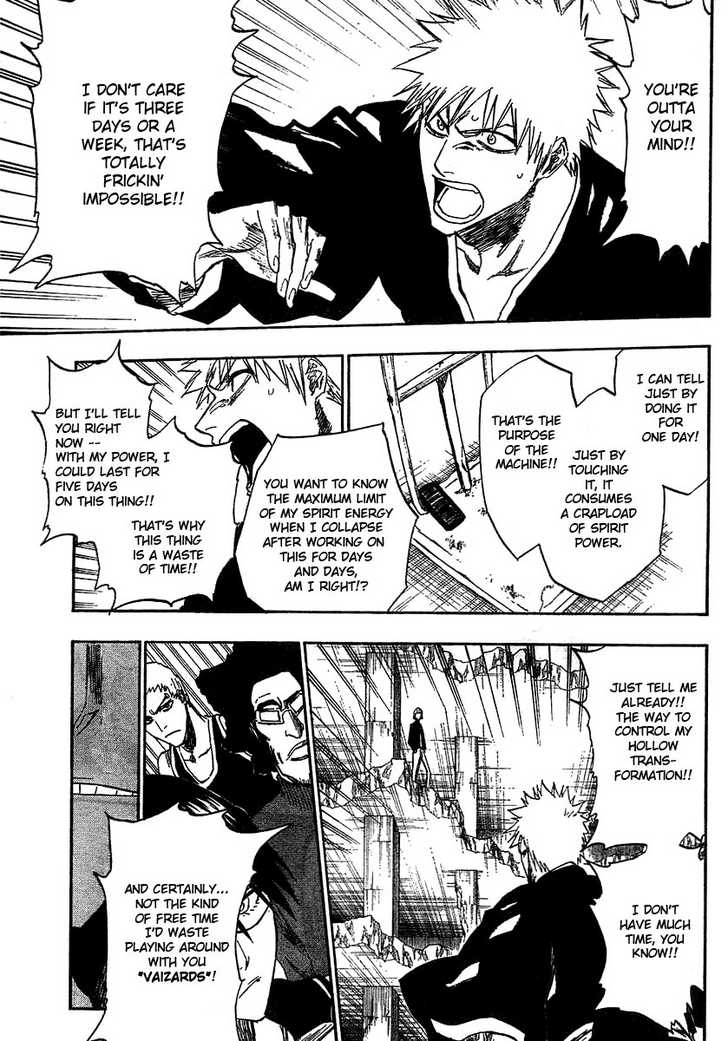 YOU'RE
OUTTA
YOUR
MIND!!
I DON'T CARE
IF IT'S THREE
DAYS OR A
WEEK, THAT'S
TOTALLY
FRICKIN'
IMPOSSIBLE!!
I CAN TELL
JUST BY
DOING IT
FOR
ONE DAY!
JUST BY
TOUCHING
IT, IT
CONSUMES
A CRAPLOAD
OF SPIRIT
POWER.
THAT'S THE
PURPOSE
OF THE
MACHINE!!
YOU WANT TO KNOW
THE MAXIMUM LIMIT
OF MY SPIRIT ENERGY
WHEN I COLLAPSE
AFTER WORKING ON
THIS FOR DAYS
AND DAYS,
AM I RIGHT!?
BUT I'LL TELL
YOU RIGHT
NOW --
WITH MY POWER, I
COULD LAST FOR
FIVE DAYS
ON THIS THING!!
THAT'S WHY
THIS THING
IS A WASTE
OF TIME!!
JUST TELL ME
ALREADY!!
THE WAY TO
CONTROL MY
HOLLOW
TRANS-
FORMATION!!
I DON'T
HAVE MUCH
TIME, YOU
KNOW!!
AND CERTAINLY...
NOT THE KIND
OF FREE TIME
I'D WASTE
PLAYING AROUND
WITH YOU
"VAIZARDS"!